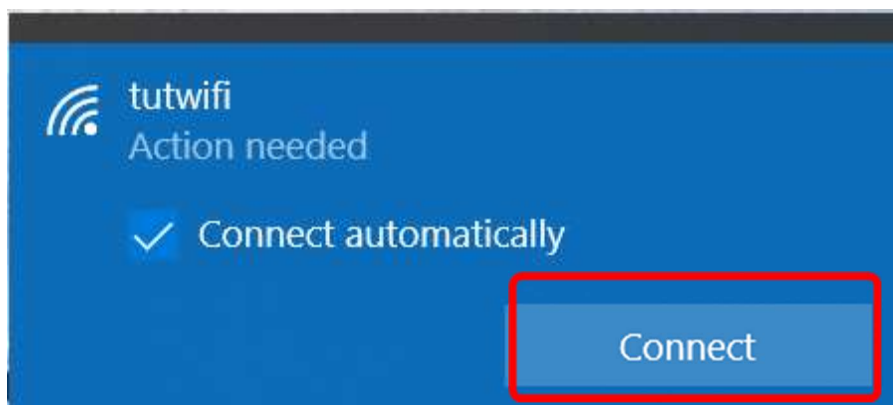 tutwifi
Action needed
Connect automatically
Connect